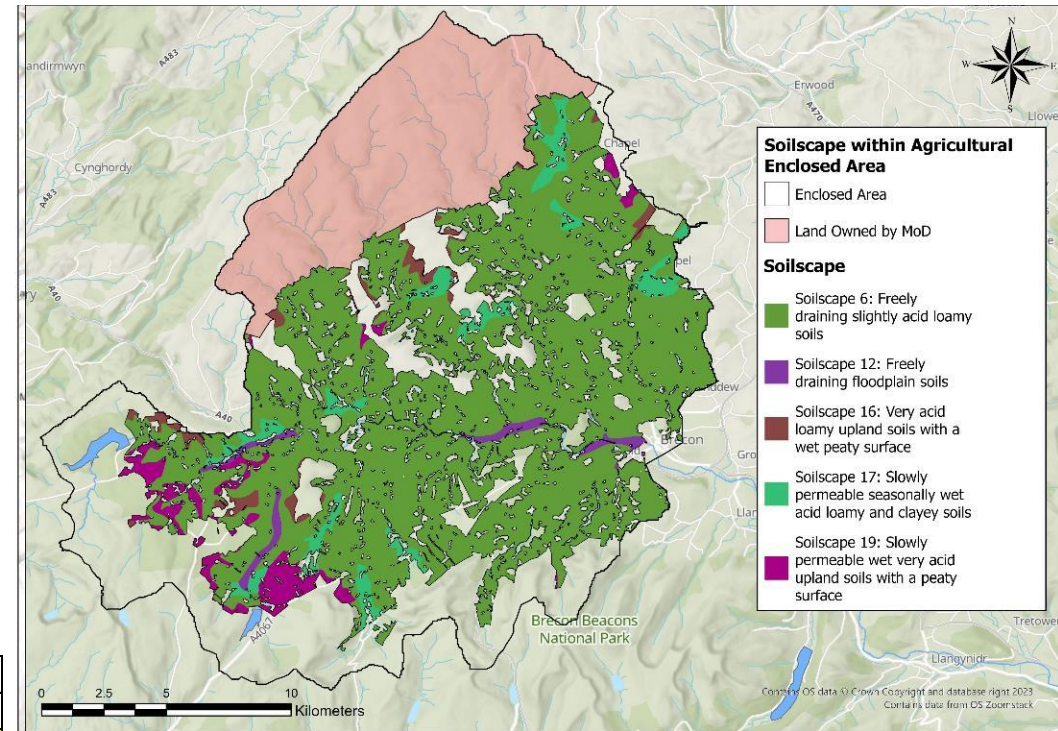 A483
andirmwyn
Erwood
A470
N
W
E
S
Llowe
Cynghordy
A483
Chapel
A40
pel
A40
Brecon
Gro
Llan
A4067
Brecon Beacons
National Park
Tretower
Llangynidr
Soilscape within Agricultural
Enclosed Area
Enclosed Area
Land Owned by MoD
Soilscape
Soilscape 6: Freely
draining slightly acid loamy
soils
Soilscape 12: Freely
draining floodplain soils
Soilscape 16: Very acid
loamy upland soils with a
wet peaty surface
Soilscape 17: Slowly
permeable seasonally wet
acid loamy and clayey soils
Soilscape 19: Slowly
permeable wet very acid
upland soils with a peaty
surface
0 2.5 5 10
Kilometers
Contains OS data © Crown Copyright and database right 2023
Contains data from OS Zoomstack